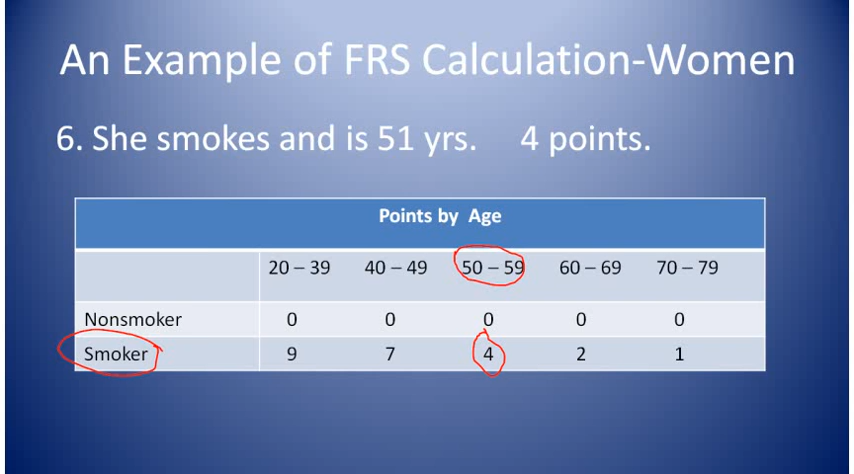 An Example of FRS Calculation-Women
6. She smokes and is 51 yrs. 4 points.
Points by Age
20 – 39 40 – 49 50 – 59 60 – 69 70 – 79
Nonsmoker 0 0 0 0 0
Smoker 9 7 4 2 1